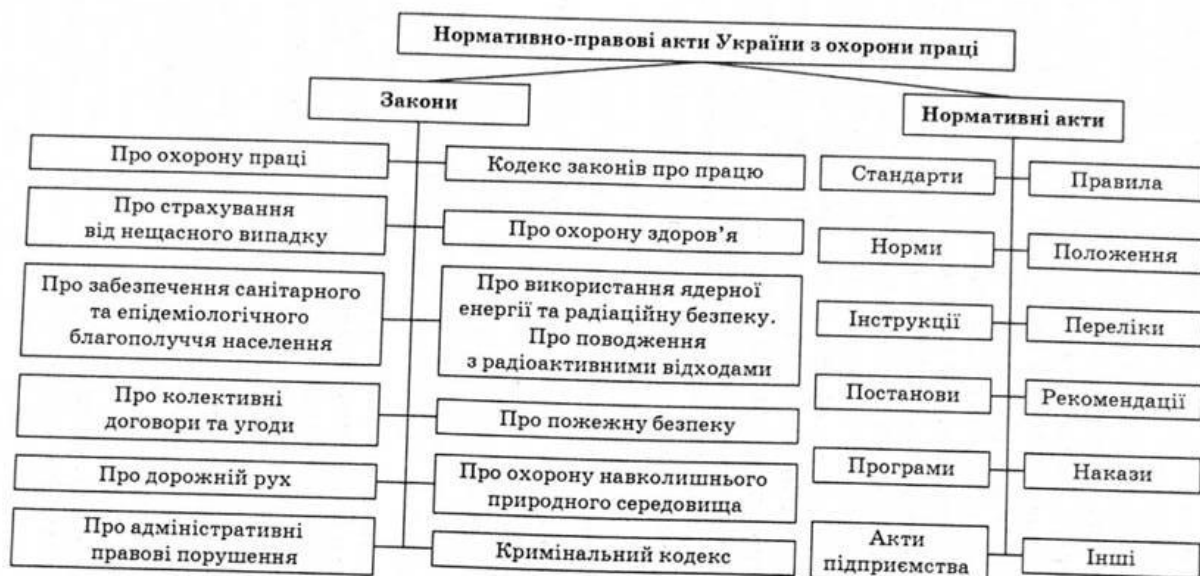 Нормативно-правові акти України з охорони праці
Закони
Нормативні акти
Про охорону праці
Кодекс законів про працю
Стандарти
Правила
Про страхування
від нещасного випадку
Про охорону здоров’я
Норми
Положення
Про забезпечення санітарного
та епідеміологічного
благополуччя населення
Про використання ядерної
енергії та радіаційну безпеку.
Про поводження
з радіоактивними відходами
Інструкції
Переліки
Про колективні
договори та угоди
Про пожежну безпеку
Постанови
Рекомендації
Про дорожній рух
Про охорону навколишнього
природного середовища
Програми
Накази
Про адміністративні
правові порушення
Кримінальний кодекс
Акти
підприємства
Інші